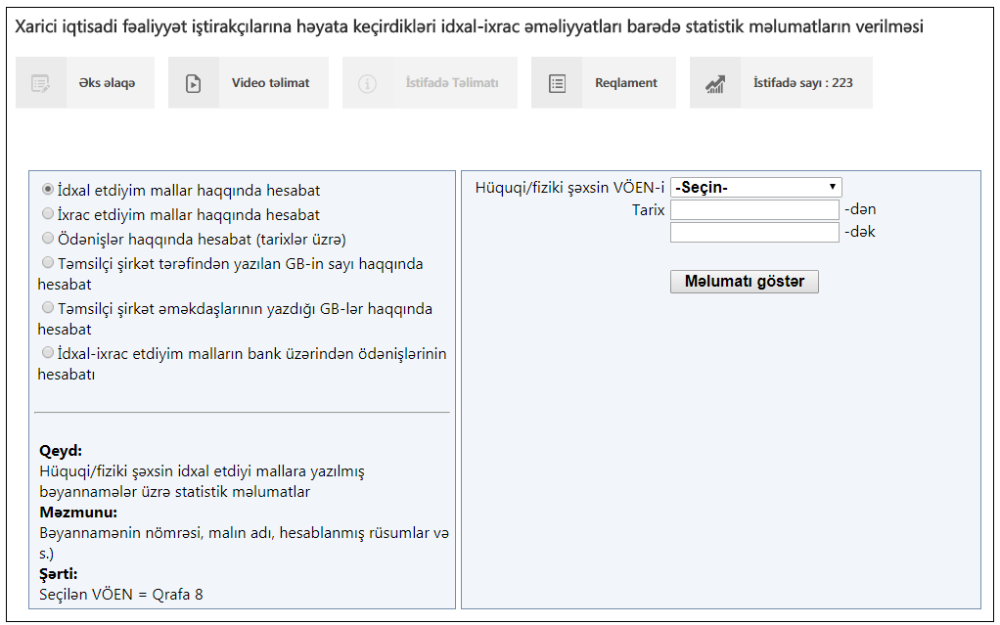 Xarici iqtisadi fəaliyyət iştirakçılarına həyata keçirdikləri idxal-ixrac əməliyyatları barədə statistik məlumatların verilməsi
Əks əlaqə
Video təlimat
İstifadə Təlimatı
Reqlament
İstifadə sayı : 223
İdxal etdiyim mallar haqqında hesabat
İxrac etdiyim mallar haqqında hesabat
Ödənişlər haqqında hesabat (tarixlər üzrə)
Təmsilçi şirkət tərəfindən yazılan GB-in sayı haqqında
hesabat
Təmsilçi şirkət əməkdaşlarının yazdığı GB-lər haqqında
hesabat
İdxal-ixrac etdiyim malların bank üzərindən ödənişlərinin
hesabatı
Qeyd:
Hüquqi/fiziki şəxsin idxal etdiyi mallara yazılmış
bəyannamələr üzrə statistik məlumatlar
Məzmunu:
Bəyannamənin nömrəsi, malın adı, hesablanmış rüsumlar və
s.)
Şərti:
Seçilən VÖEN = Qrafa 8
Hüquqi/fiziki şəxsin VÖEN-i -Seçin-
Tarix -dən
-dək
Məlumatı göstər